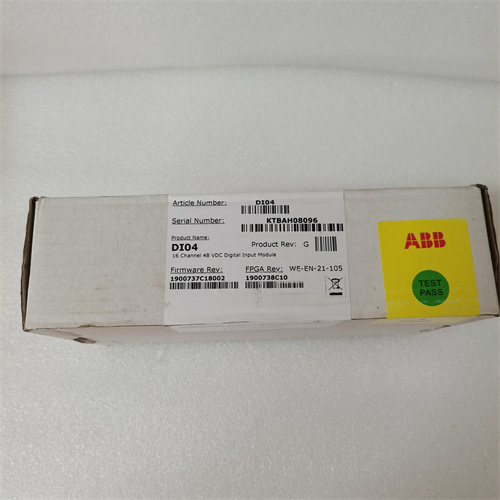 Article Number: DI04
Serial Number: KTBAH08096
Product Name:
DI04 Product Rev: G
16 Channel 48 VDC Digital Input Module
Firmware Rev: FPGA Rev: WE-EN-21-105
1900737C18002 1900738C10
ABB
TEST
PASS